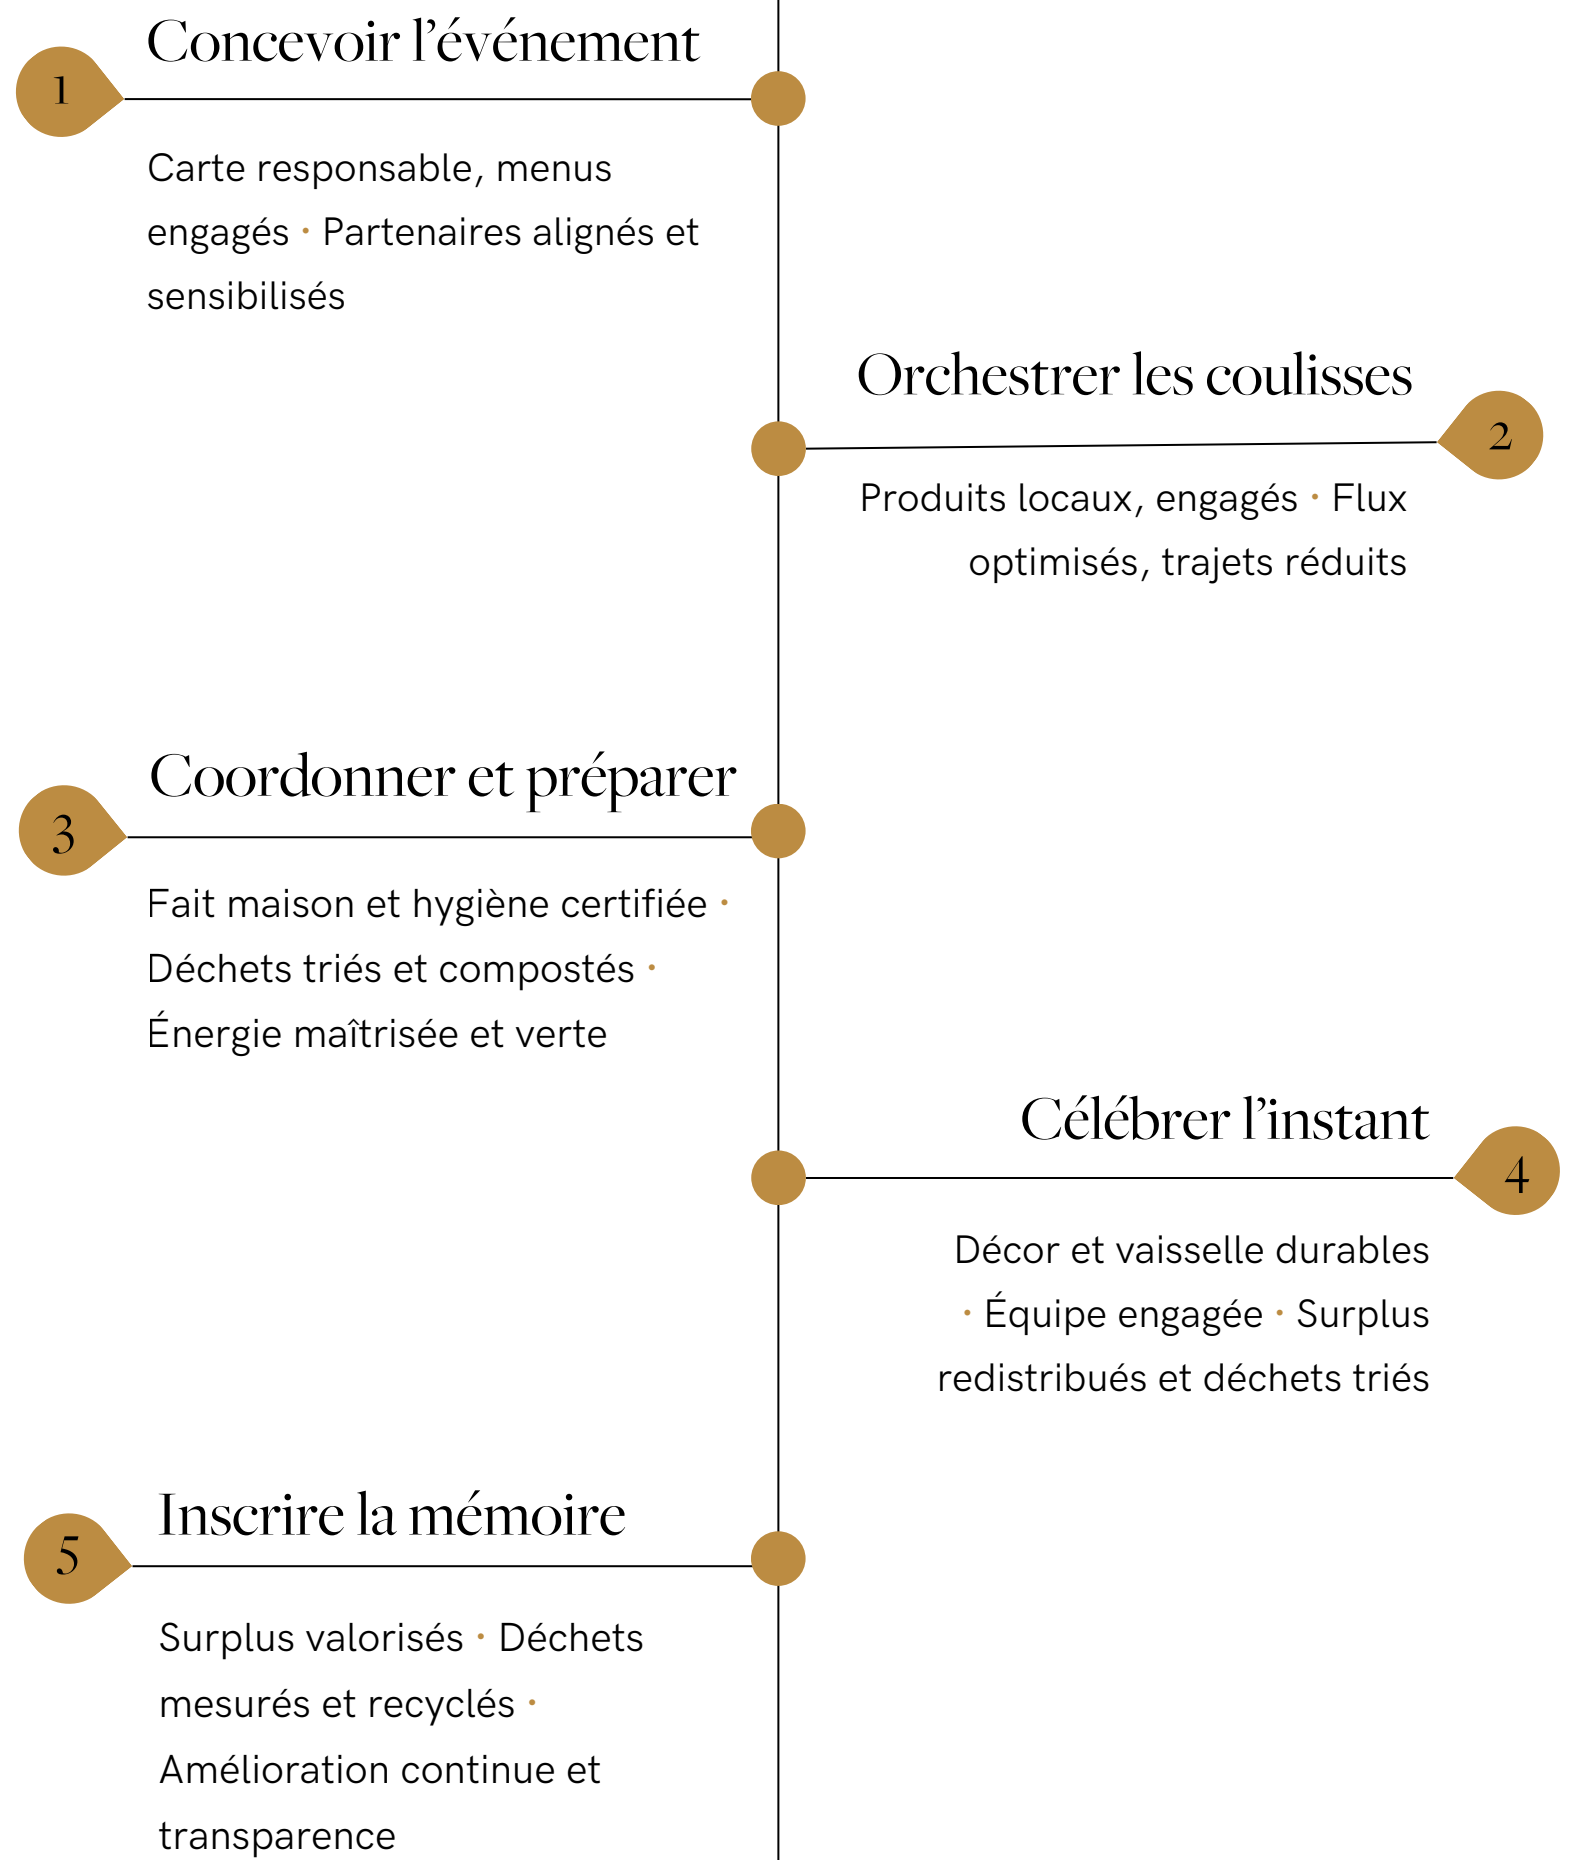 Concevoir l’événement
1
Carte responsable, menus
engagés · Partenaires alignés et
sensibilisés
Orchestrer les coulisses
2
Produits locaux, engagés · Flux
optimisés, trajets réduits
Coordonner et préparer
3
Fait maison et hygiène certifiée ·
Déchets triés et compostés ·
Énergie maîtrisée et verte
Célébrer l’instant
4
Décor et vaisselle durables
· Équipe engagée · Surplus
redistribués et déchets triés
Inscrire la mémoire
5
Surplus valorisés · Déchets
mesurés et recyclés ·
Amélioration continue et
transparence